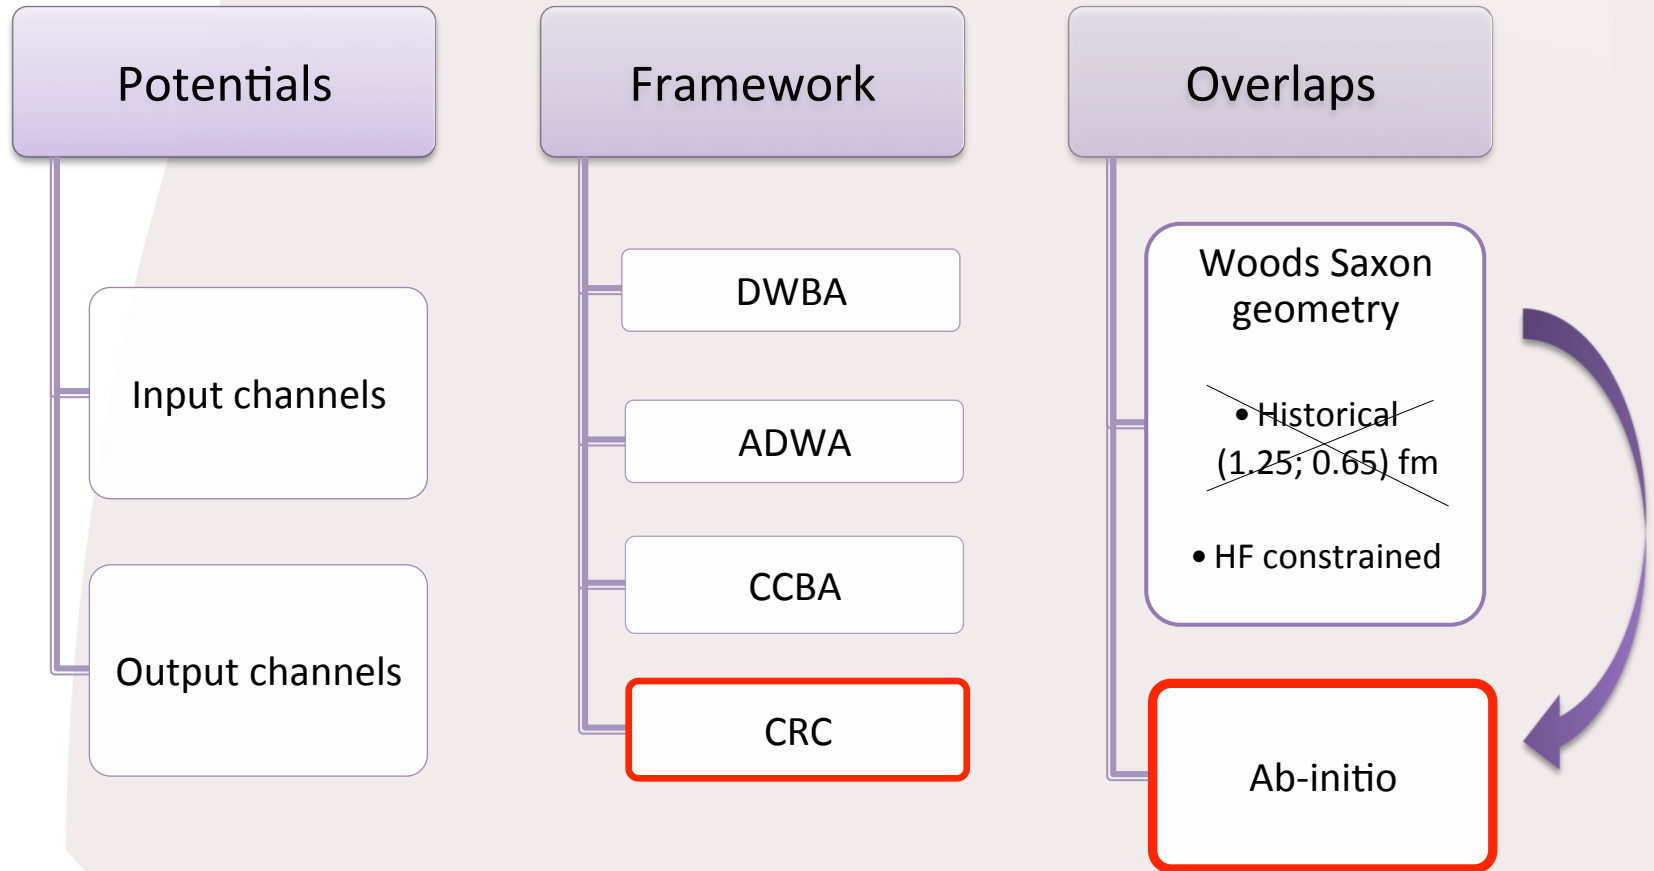 Potentials
Input channels
Output channels
Framework
DWBA
ADWA
CCBA
CRC
Overlaps
Woods Saxon
geometry
• Historical
(1.25; 0.65) fm
• HF constrained
Ab-initio